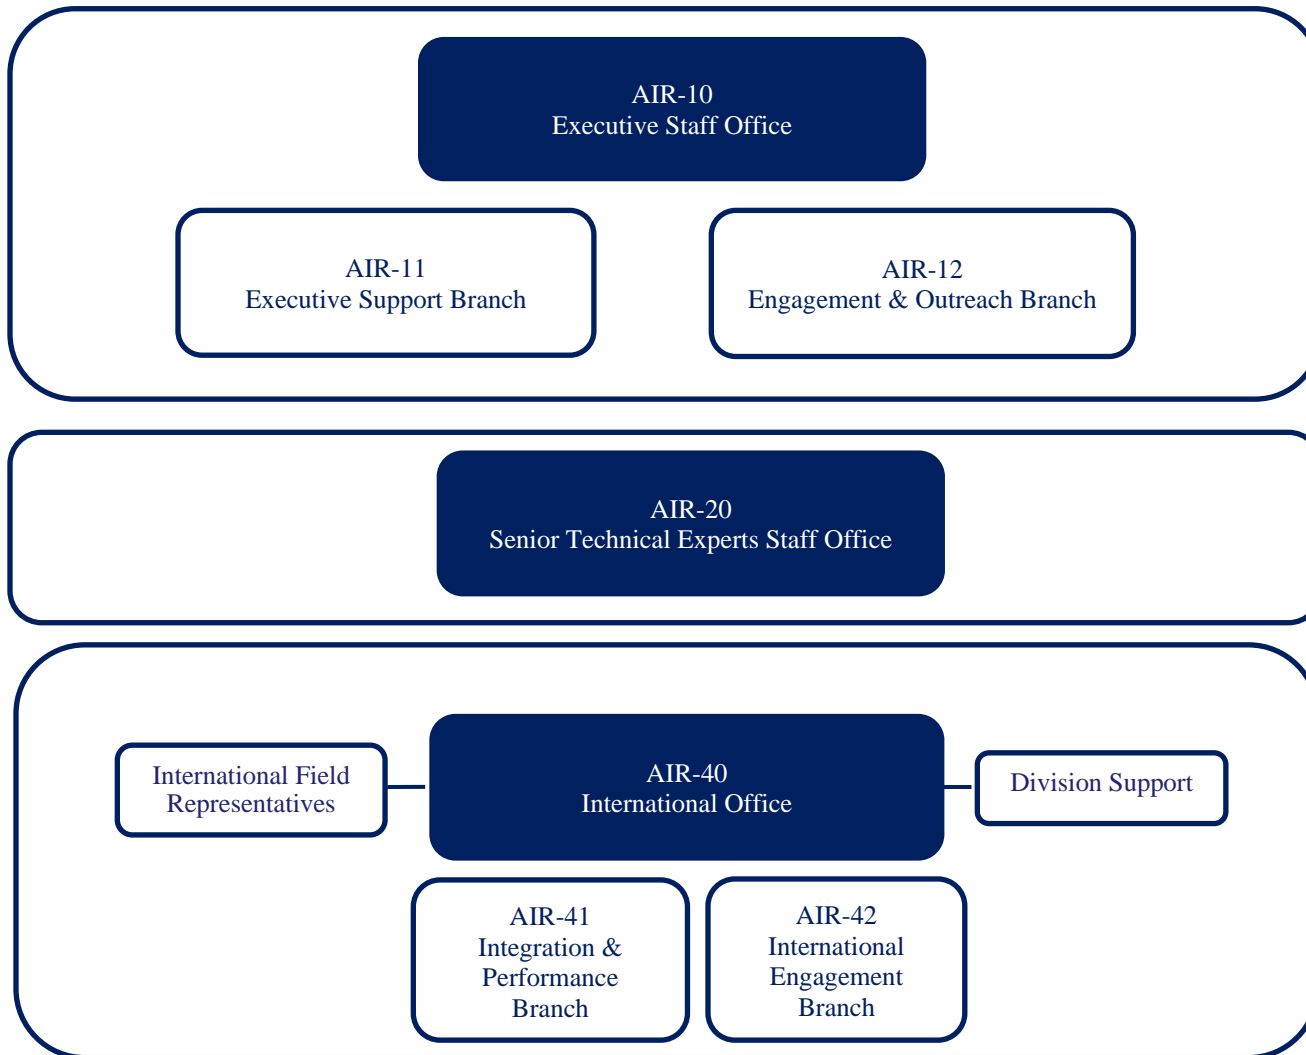 AIR-10
Executive Staff Office
AIR-11
Executive Support Branch
AIR-12
Engagement & Outreach Branch
AIR-20
Senior Technical Experts Staff Office
International Field
Representatives
AIR-40
International Office
Division Support
AIR-41
Integration &
Performance
Branch
AIR-42
International
Engagement
Branch